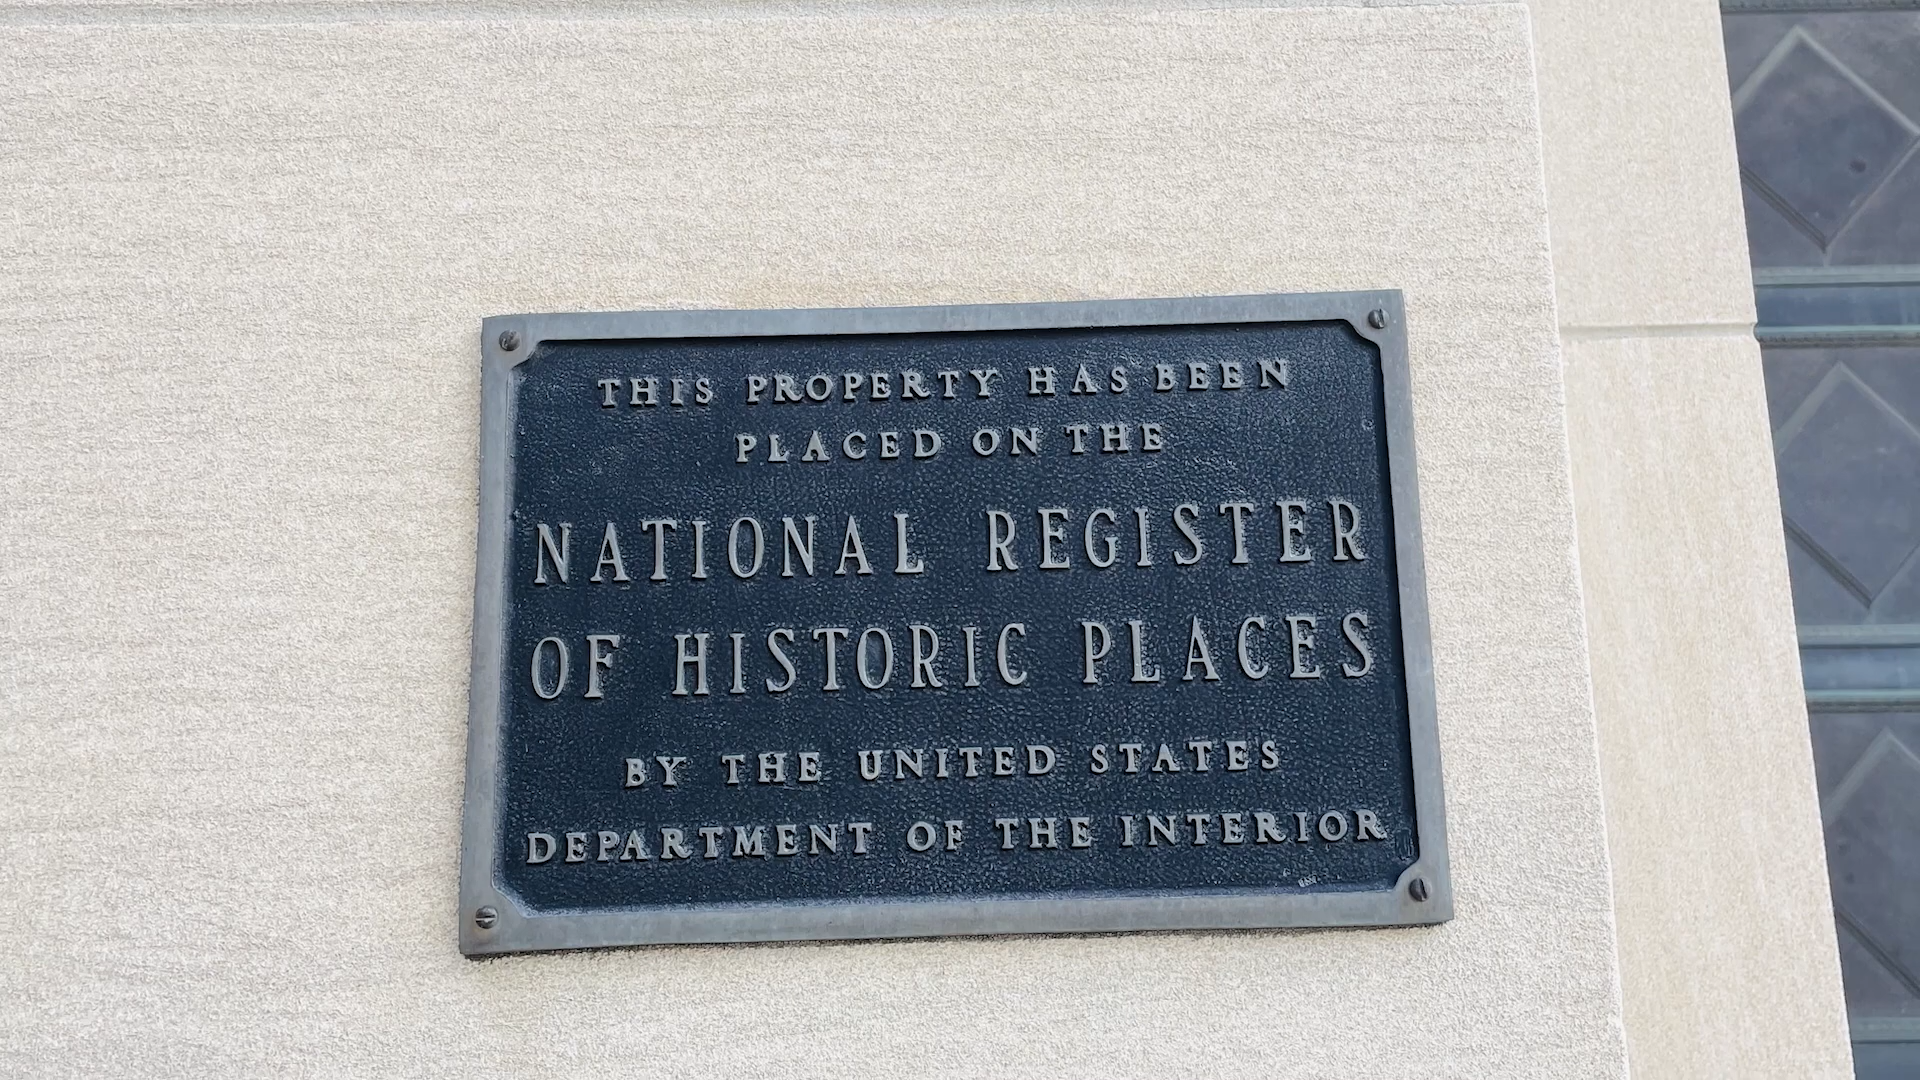 THIS PROPERTY HAS BEEN
PLACED ON THE
NATIONAL REGISTER
OF HISTORIC PLACES
BY THE UNITED STATES
DEPARTMENT OF THE INTERIOR